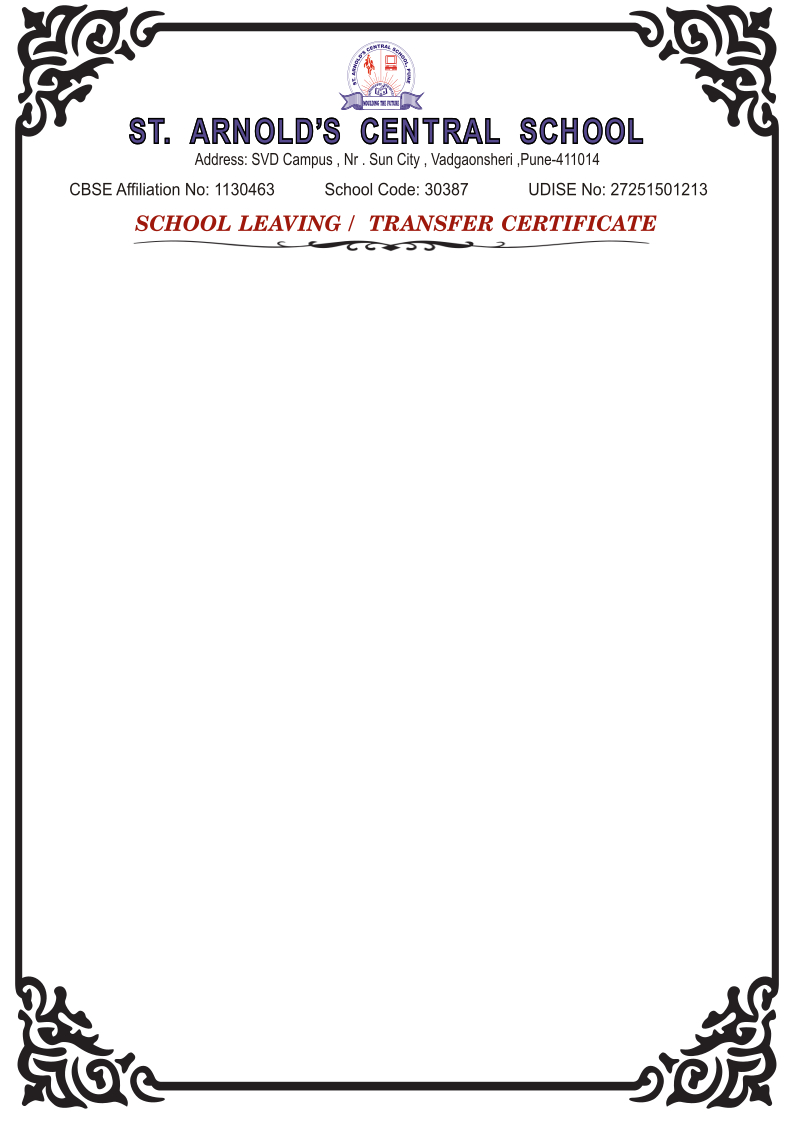 ST. ARNOLD'S CENTRAL SCHOOL, PUNE
MOULDING THE FUTURE
ST. ARNOLD’S CENTRAL SCHOOL
Address: SVD Campus , Nr . Sun City , Vadgaonsheri ,Pune-411014
CBSE Affiliation No: 1130463 School Code: 30387 UDISE No: 27251501213
SCHOOL LEAVING / TRANSFER CERTIFICATE